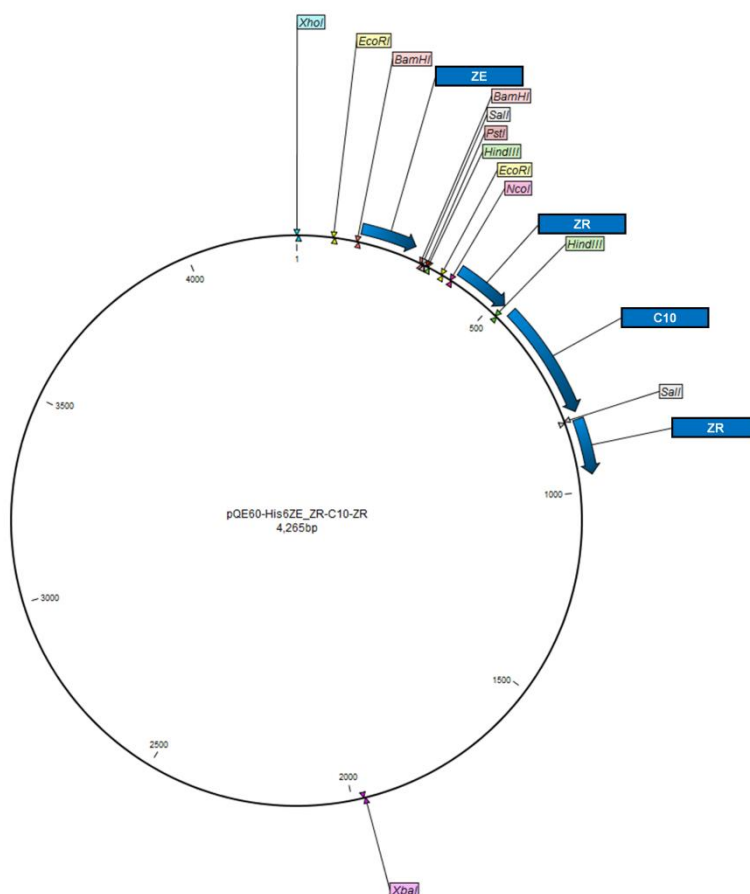 XhoI
EcoRI
BamHI
ZE
BamHI
SalI
PstI
HindIII
EcoRI
NcoI
ZR
HindIII
1
4000
500
C10
3500
SalI
ZR
1000
pQE60-His6ZE_ZR-C10-ZR
4,265bp
3000
1500
2500
2000
XbaI